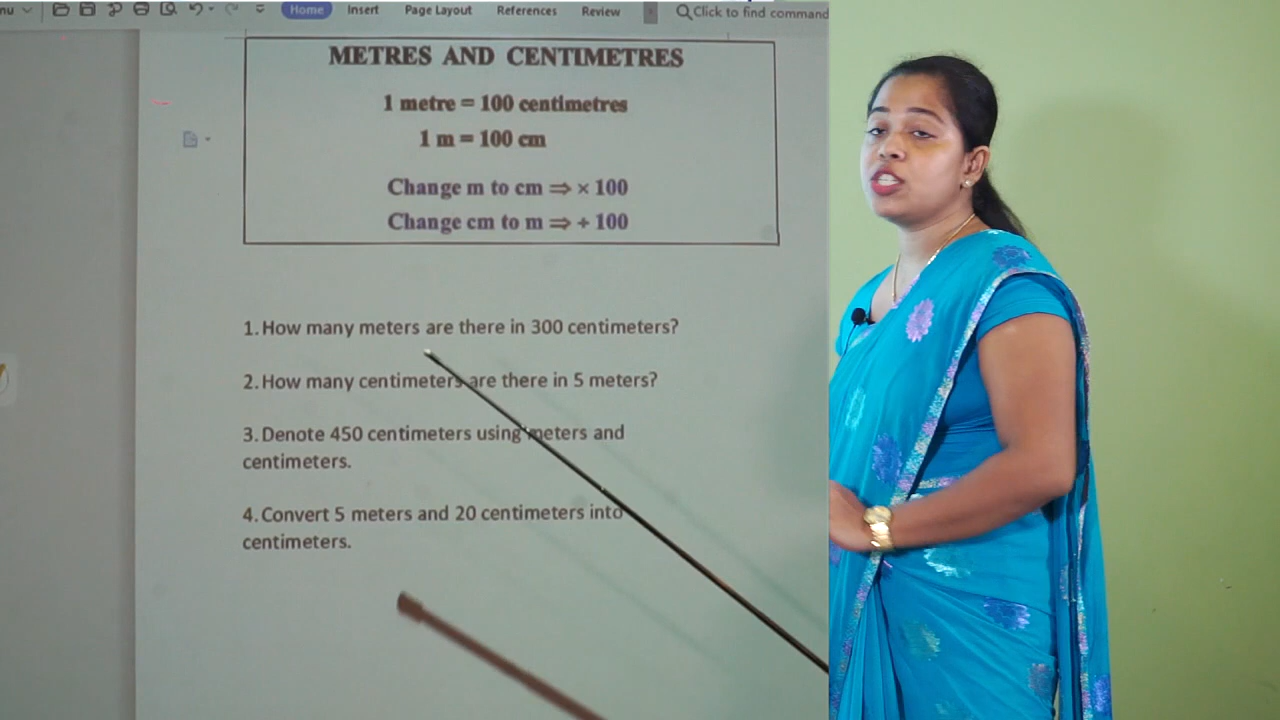 nu
Home Insert Page Layout References Review Click to find command
METRES AND CENTIMETRES
1 metre = 100 centimetres
1 m = 100 cm
Change m to cm ⇒ × 100
Change cm to m ⇒ ÷ 100
1. How many meters are there in 300 centimeters?
2. How many centimeters are there in 5 meters?
3. Denote 450 centimeters using meters and
centimeters.
4. Convert 5 meters and 20 centimeters into
centimeters.